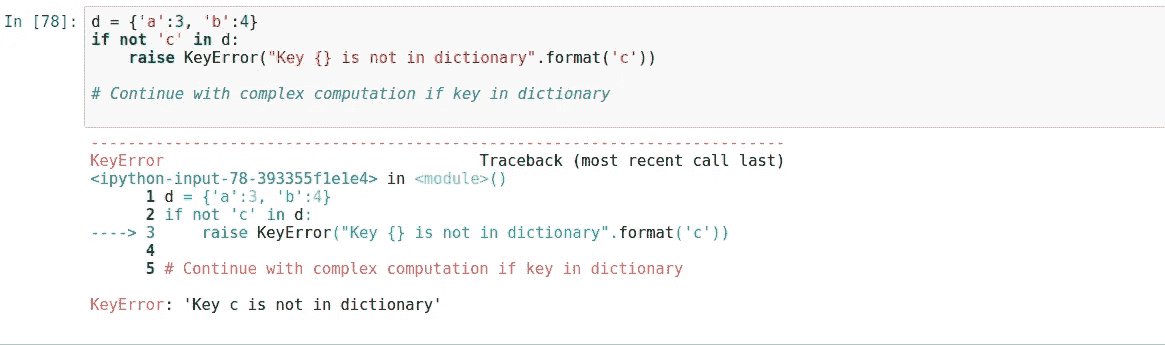 In [78]: d = {'a':3, 'b':4}
if not 'c' in d:
    raise KeyError("Key {} is not in dictionary".format('c'))
# Continue with complex computation if key in dictionary
---------------------------------------------------------------------------
KeyError                                  Traceback (most recent call last)
<ipython-input-78-393355f1e1e4> in <module>()
      1 d = {'a':3, 'b':4}
      2 if not 'c' in d:
----> 3     raise KeyError("Key {} is not in dictionary".format('c'))
      4
      5 # Continue with complex computation if key in dictionary
KeyError: 'Key c is not in dictionary'